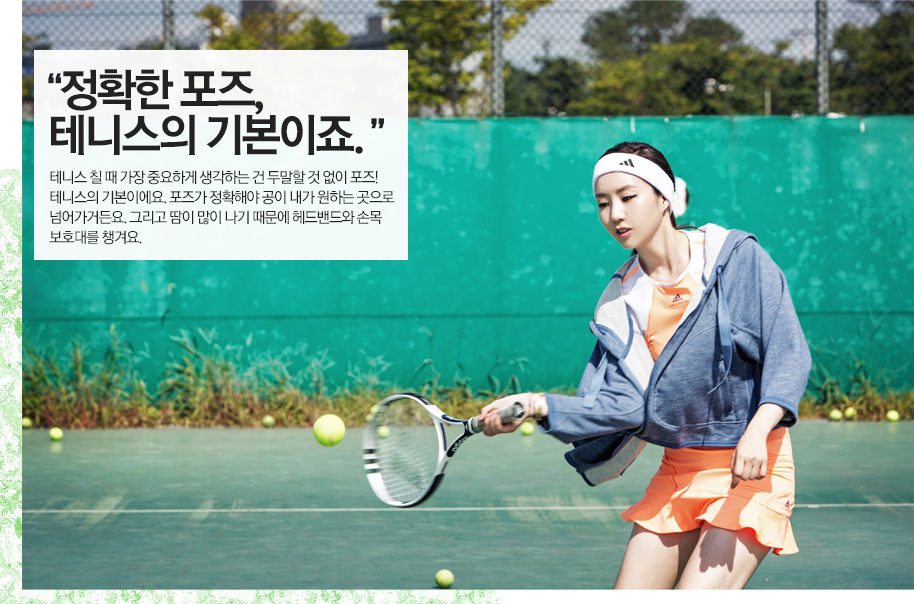 “정확한 포즈,
테니스의 기본이죠.”
테니스 칠 때 가장 중요하게 생각하는 건 두말할 것 없이 포즈!
테니스의 기본이에요. 포즈가 정확해야 공이 내가 원하는 곳으로
넘어가거든요. 그리고 땀이 많이 나기 때문에 헤드밴드와 손목
보호대를 챙겨요.